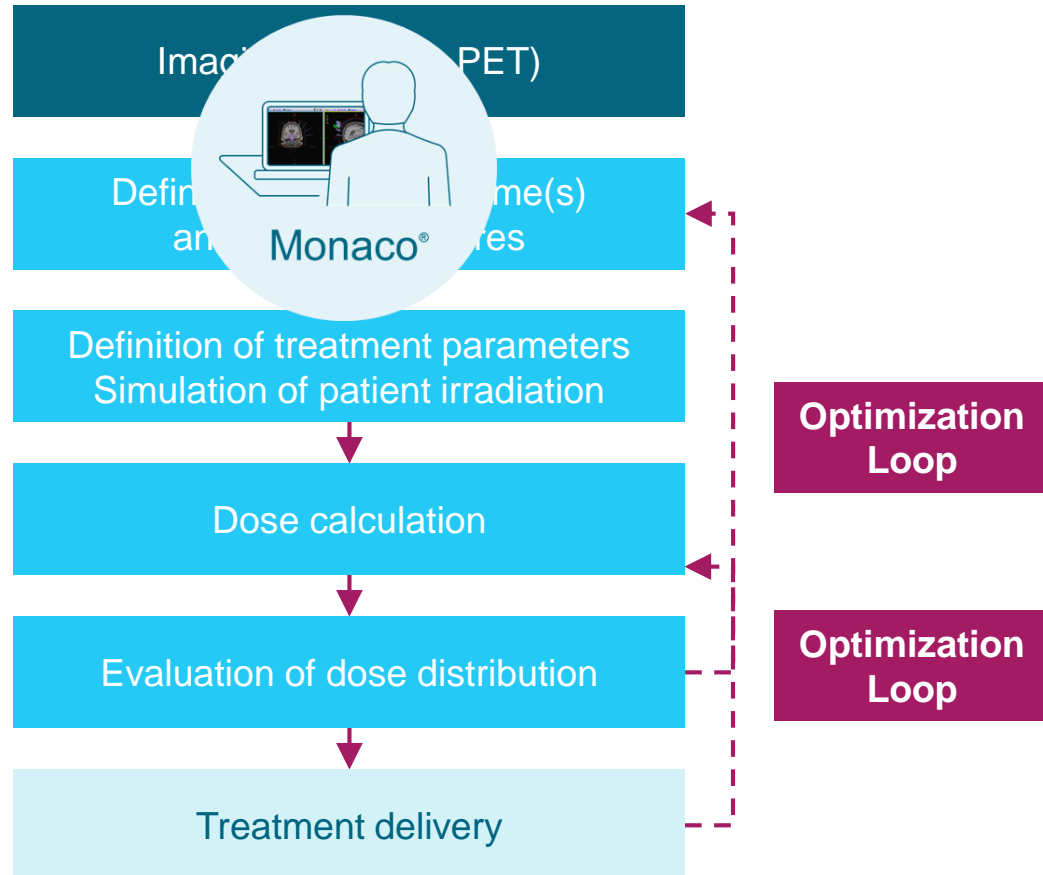 Imag PET)
Defin me(s)
an res
Monaco®
Definition of treatment parameters
Simulation of patient irradiation
Optimization
Loop
Dose calculation
Evaluation of dose distribution
Optimization
Loop
Treatment delivery